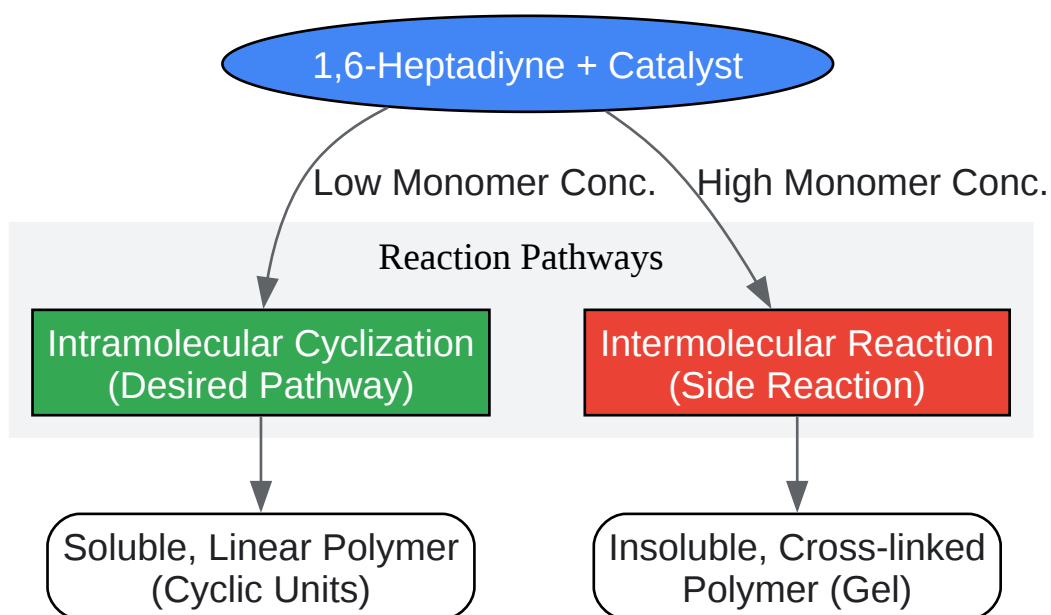 1,6-Heptadiyne + Catalyst
Low Monomer Conc.
High Monomer Conc.
Reaction Pathways
Intramolecular Cyclization
(Desired Pathway)
Intermolecular Reaction
(Side Reaction)
Soluble, Linear Polymer
(Cyclic Units)
Insoluble, Cross-linked
Polymer (Gel)